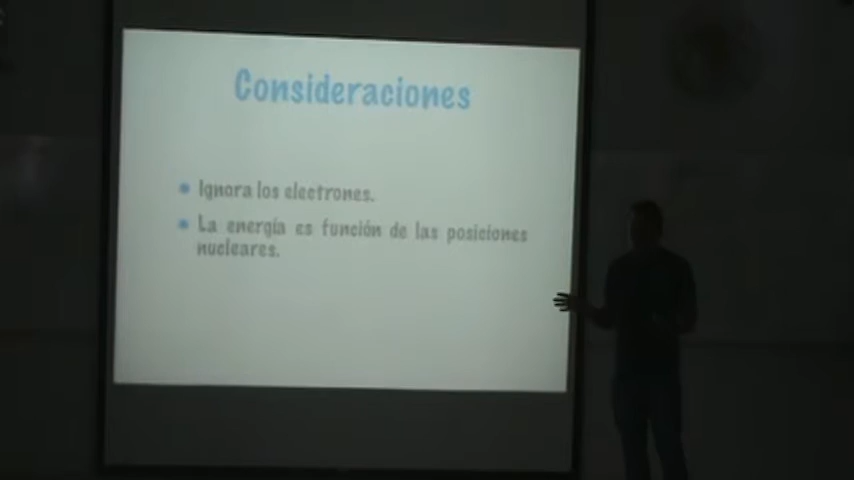 Consideraciones
Ignora los electrones.
La energía es función de las posiciones
nucleares.